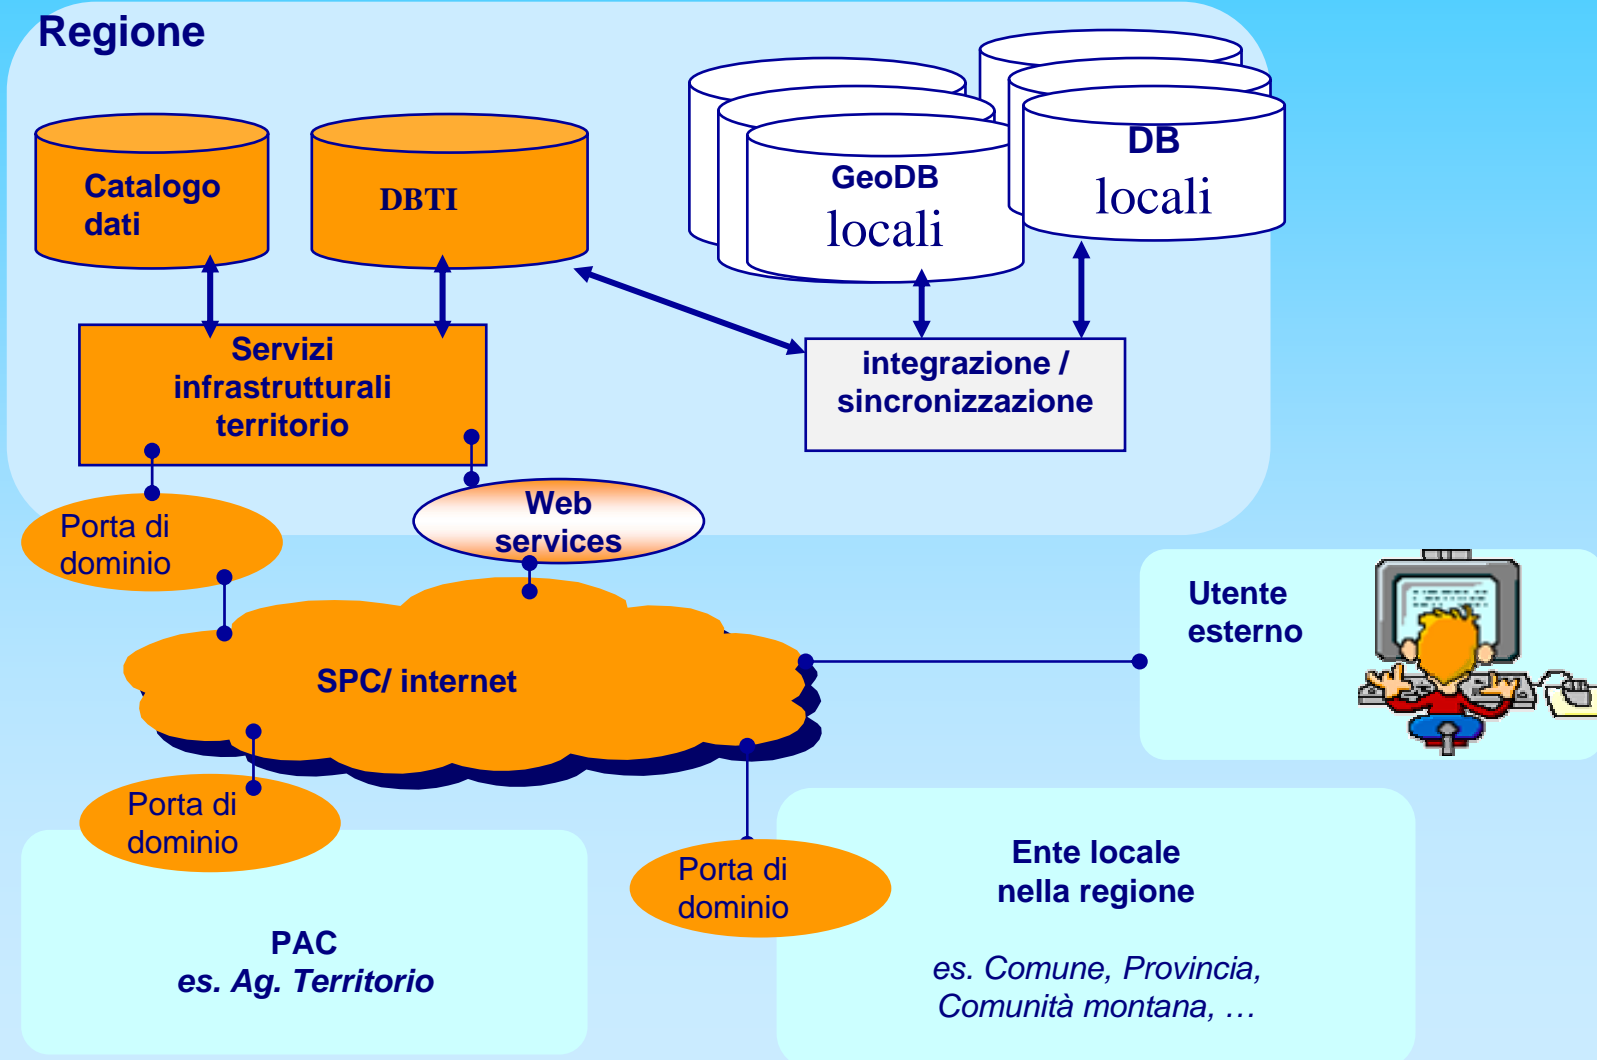 Regione
Catalogo
dati
DBTI
GeoDB
locali
DB
locali
Servizi
infrastrutturali
territorio
integrazione /
sincronizzazione
Porta di
dominio
Web
services
SPC/ internet
Utente
esterno
Porta di
dominio
Porta di
dominio
PAC
es. Ag. Territorio
Ente locale
nella regione
es. Comune, Provincia,
Comunità montana, …